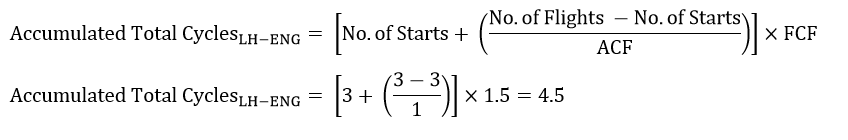 Accumulated Total Cycles_LH−ENG = [No. of Starts + ((No. of Flights − No. of Starts)/ACF)] × FCF
Accumulated Total Cycles_LH−ENG = [3 + ((3 − 3)/1)] × 1.5 = 4.5